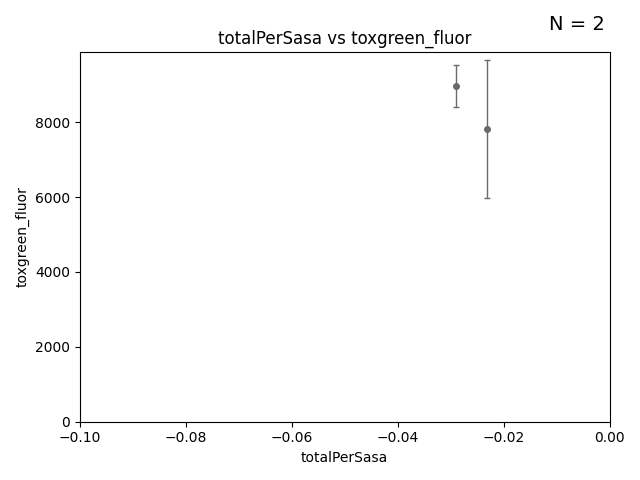 N = 2
totalPerSasa vs toxgreen_fluor
8000
6000
4000
2000
0
toxgreen_fluor
−0.10 −0.08 −0.06 −0.04 −0.02 0.00
totalPerSasa